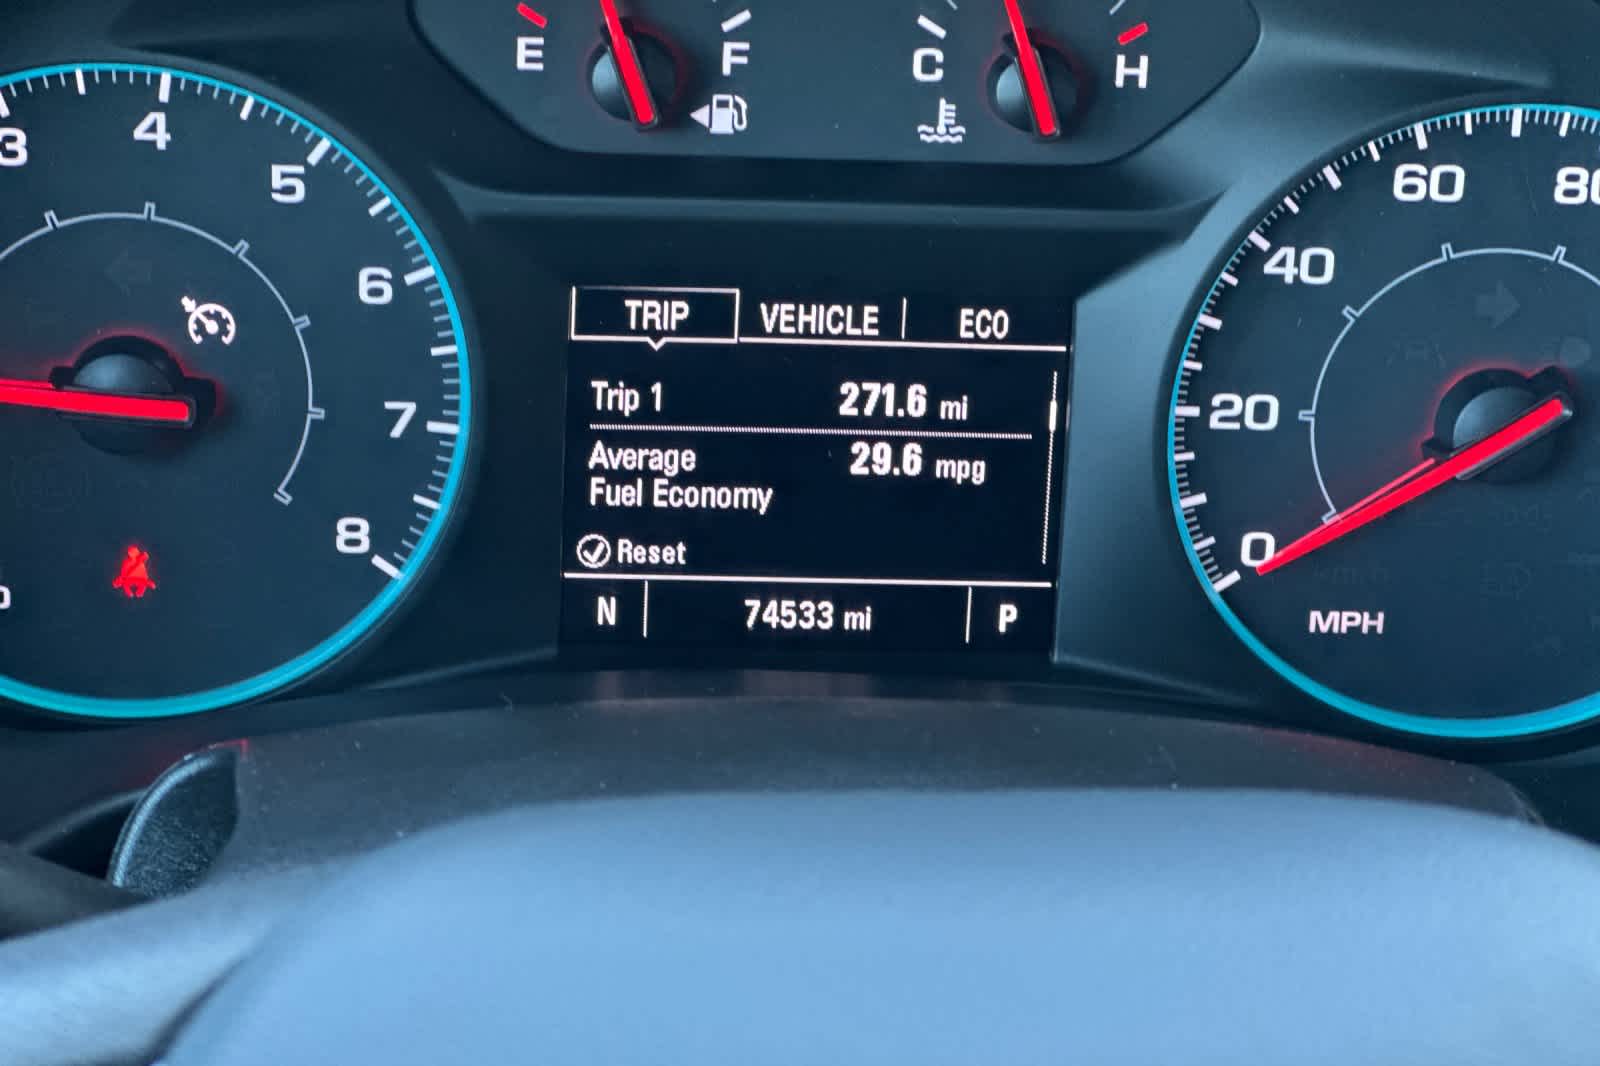 E F C H
3 4 5 6 7 8
20 40 60 80
0
MPH
TRIP VEHICLE ECO
Trip 1 271.6 mi
Average 29.6 mpg
Fuel Economy
Reset
N 74533 mi P